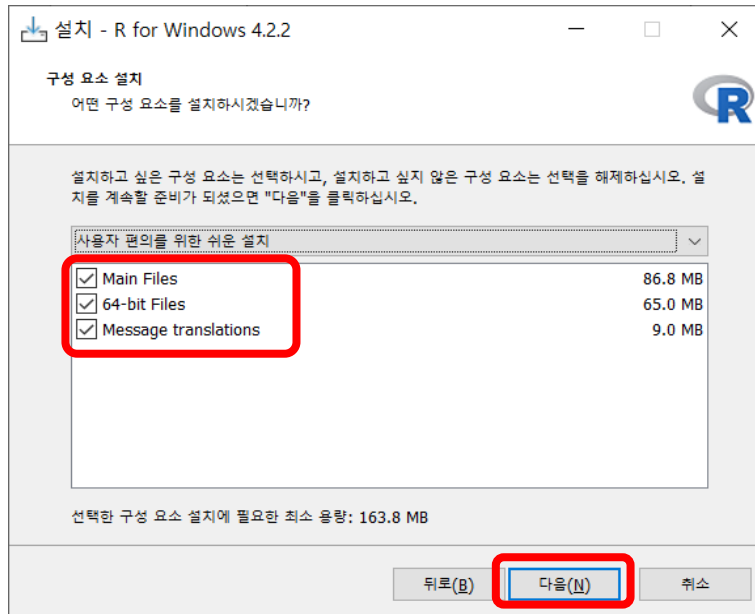 설치 - R for Windows 4.2.2
구성 요소 설치
어떤 구성 요소를 설치하시겠습니까?
R
설치하고 싶은 구성 요소는 선택하시고, 설치하고 싶지 않은 구성 요소는 선택을 해제하십시오. 설
치를 계속할 준비가 되셨으면 "다음"을 클릭하십시오.
사용자 편의를 위한 쉬운 설치
Main Files 86.8 MB
64-bit Files 65.0 MB
Message translations 9.0 MB
선택한 구성 요소 설치에 필요한 최소 용량: 163.8 MB
뒤로(B) 다음(N) 취소